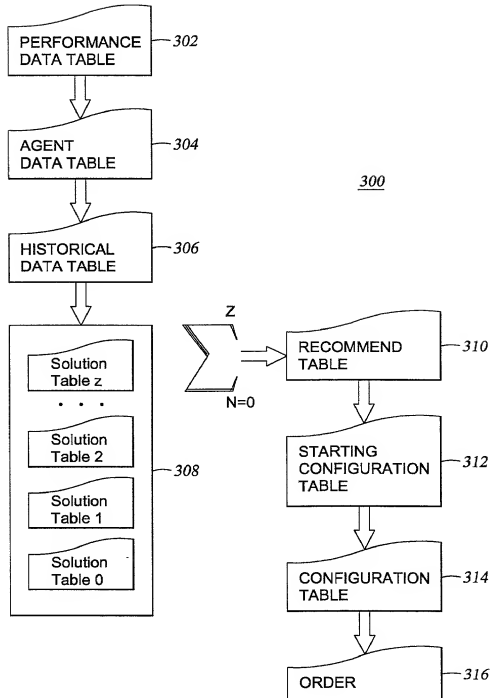 PERFORMANCE
DATA TABLE
302
AGENT
DATA TABLE
304
300
HISTORICAL
DATA TABLE
306
Solution
Table z
. . .
Solution
Table 2
Solution
Table 1
Solution
Table 0
308
Z
N=0
RECOMMEND
TABLE
310
STARTING
CONFIGURATION
TABLE
312
CONFIGURATION
TABLE
314
ORDER
316